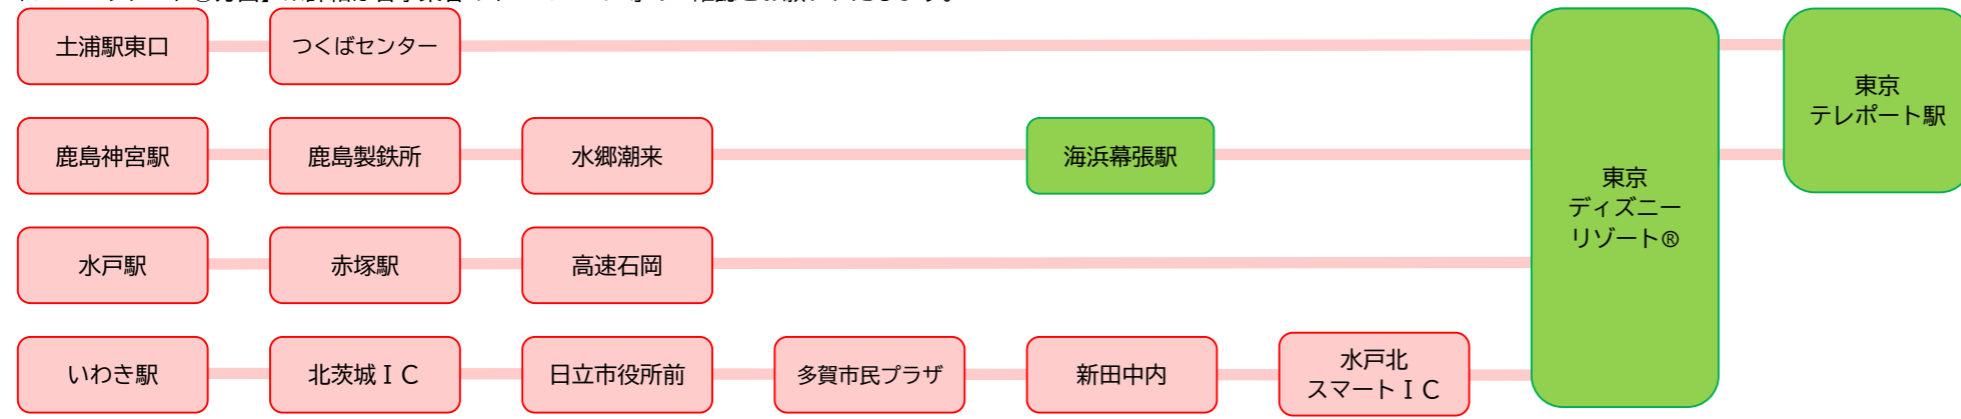 土浦駅東口
つくばセンター
東京
テレポート駅
鹿島神宮駅
鹿島製鉄所
水郷潮来
海浜幕張駅
東京
ディズニー
リゾート®
水戸駅
赤塚駅
高速石岡
いわき駅
北茨城ＩＣ
日立市役所前
多賀市民プラザ
新田中内
水戸北
スマートＩＣ